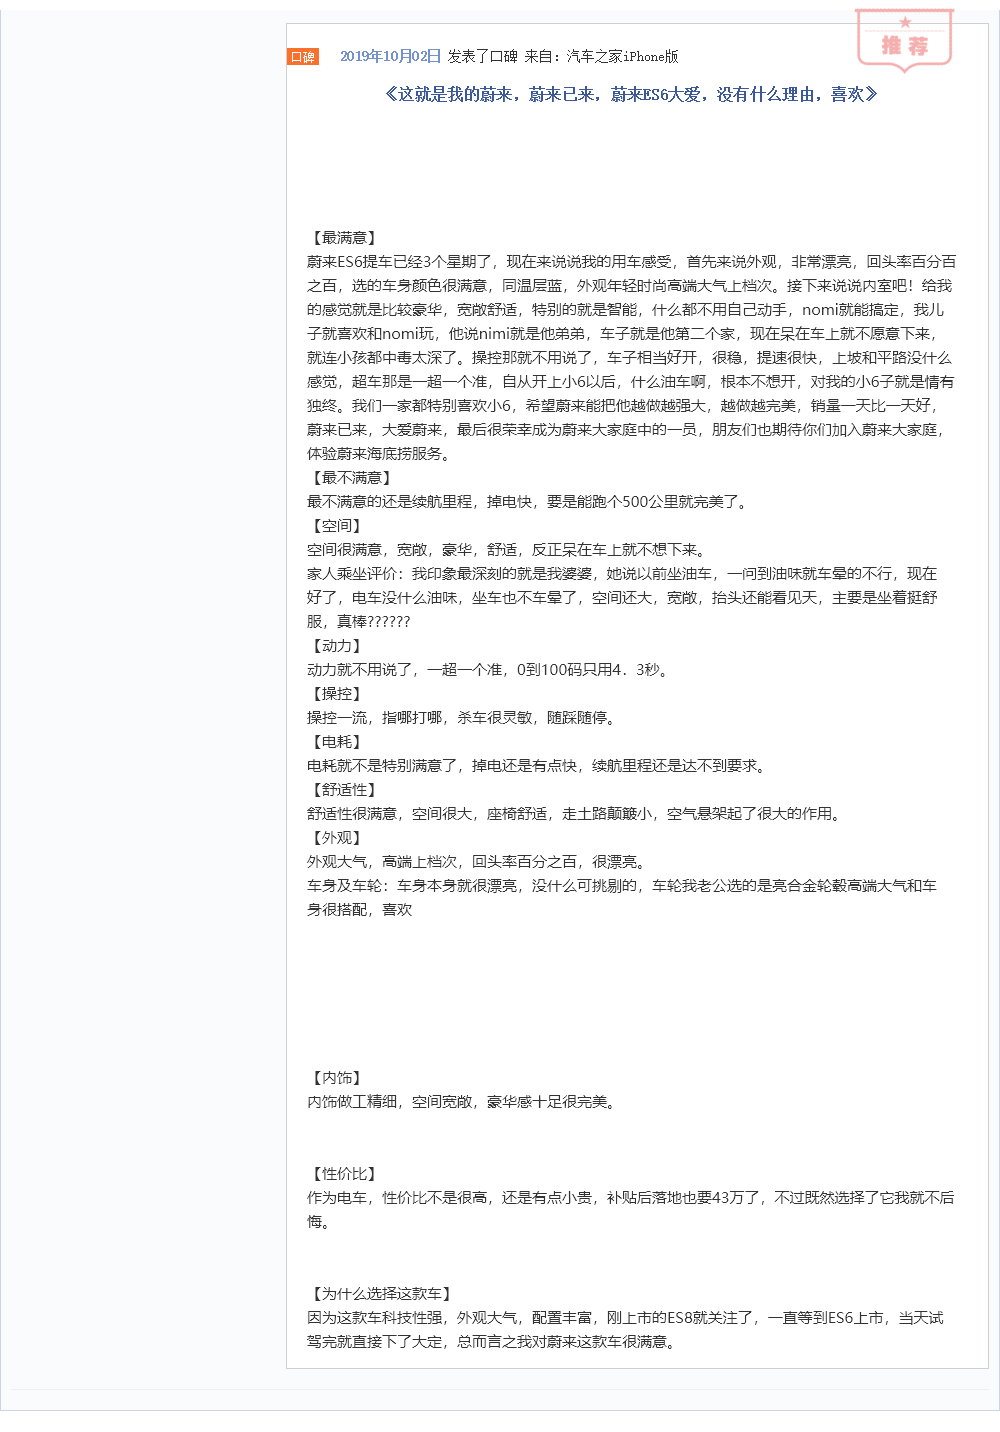 推荐
口碑 2019年10月02日 发表了口碑 来自：汽车之家iPhone版
《这就是我的蔚来，蔚来已来，蔚来ES6大爱，没有什么理由，喜欢》
【最满意】
蔚来ES6提车已经3个星期了，现在来说说我的用车感受，首先来说外观，非常漂亮，回头率百分百
之百，选的车身颜色很满意，同温层蓝，外观年轻时尚高端大气上档次。接下来说说内室吧！给我
的感觉就是比较豪华，宽敞舒适，特别的就是智能，什么都不用自己动手，nomi就能搞定，我儿
子就喜欢和nomi玩，他说nimi就是他弟弟，车子就是他第二个家，现在呆在车上就不愿意下来，
就连小孩都中毒太深了。操控那就不用说了，车子相当好开，很稳，提速很快，上坡和平路没什么
感觉，超车那是一超一个准，自从开上小6以后，什么油车啊，根本不想开，对我的小6子就是情有
独终。我们一家都特别喜欢小6，希望蔚来能把他越做越强大，越做越完美，销量一天比一天好，
蔚来已来，大爱蔚来，最后很荣幸成为蔚来大家庭中的一员，朋友们也期待你们加入蔚来大家庭，
体验蔚来海底捞服务。
【最不满意】
最不满意的还是续航里程，掉电快，要是能跑个500公里就完美了。
【空间】
空间很满意，宽敞，豪华，舒适，反正呆在车上就不想下来。
家人乘坐评价：我印象最深刻的就是我婆婆，她说以前坐油车，一问到油味就车晕的不行，现在
好了，电车没什么油味，坐车也不车晕了，空间还大，宽敞，抬头还能看见天，主要是坐着挺舒
服，真棒??????
【动力】
动力就不用说了，一超一个准，0到100码只用4．3秒。
【操控】
操控一流，指哪打哪，杀车很灵敏，随踩随停。
【电耗】
电耗就不是特别满意了，掉电还是有点快，续航里程还是达不到要求。
【舒适性】
舒适性很满意，空间很大，座椅舒适，走土路颠簸小，空气悬架起了很大的作用。
【外观】
外观大气，高端上档次，回头率百分之百，很漂亮。
车身及车轮：车身本身就很漂亮，没什么可挑剔的，车轮我老公选的是亮合金轮毂高端大气和车
身很搭配，喜欢
【内饰】
内饰做工精细，空间宽敞，豪华感十足很完美。
【性价比】
作为电车，性价比不是很高，还是有点小贵，补贴后落地也要43万了，不过既然选择了它我就不后
悔。
【为什么选择这款车】
因为这款车科技性强，外观大气，配置丰富，刚上市的ES8就关注了，一直等到ES6上市，当天试
驾完就直接下了大定，总而言之我对蔚来这款车很满意。